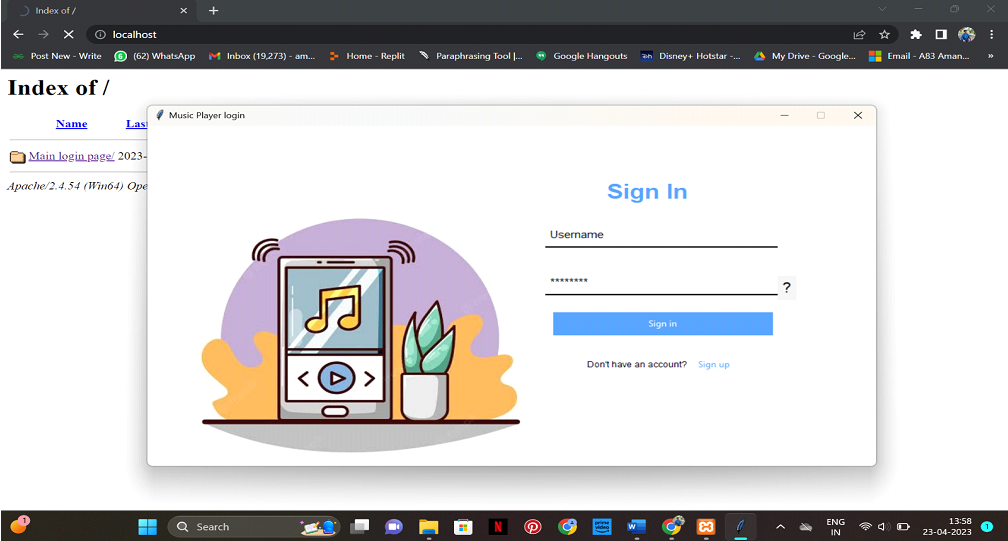 Index of /
localhost
Post New - Write
(62) WhatsApp
Inbox (19,273) - am...
Home - Replit
Paraphrasing Tool |...
Google Hangouts
Disney+ Hotstar -...
My Drive - Google...
Email - A83 Aman...
»
Index of /
Name Last
Main login page/ 2023-
Apache/2.4.54 (Win64) Ope
Music Player login
Sign In
Username
********
?
Sign in
Don't have an account? Sign up
1
Search
N
ENG
IN
13:58
23-04-2023
1